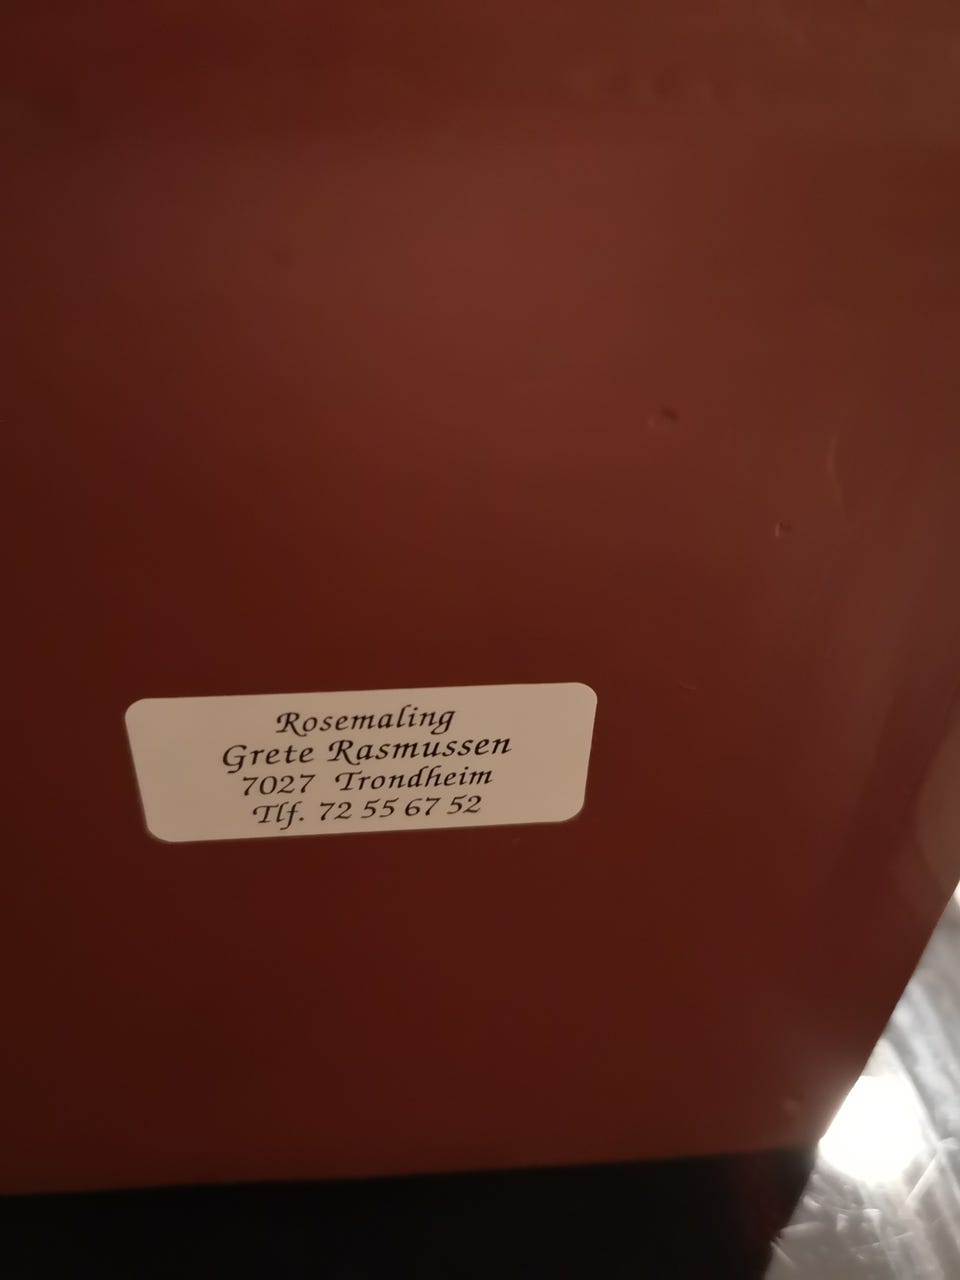 Rosemaling
Grete Rasmussen
7027 Trondheim
Tlf. 72 55 67 52